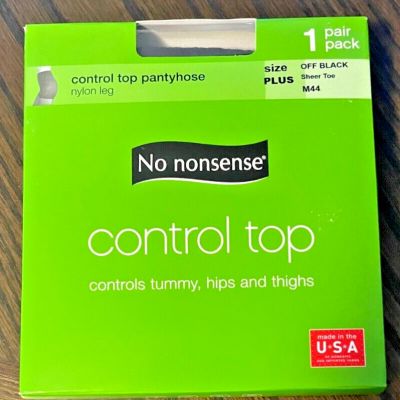 1 pair
pack
control top pantyhose
nylon leg
size
PLUS
OFF BLACK
Sheer Toe
M44
No nonsense®
control top
controls tummy, hips and thighs
made in the
U•S•A